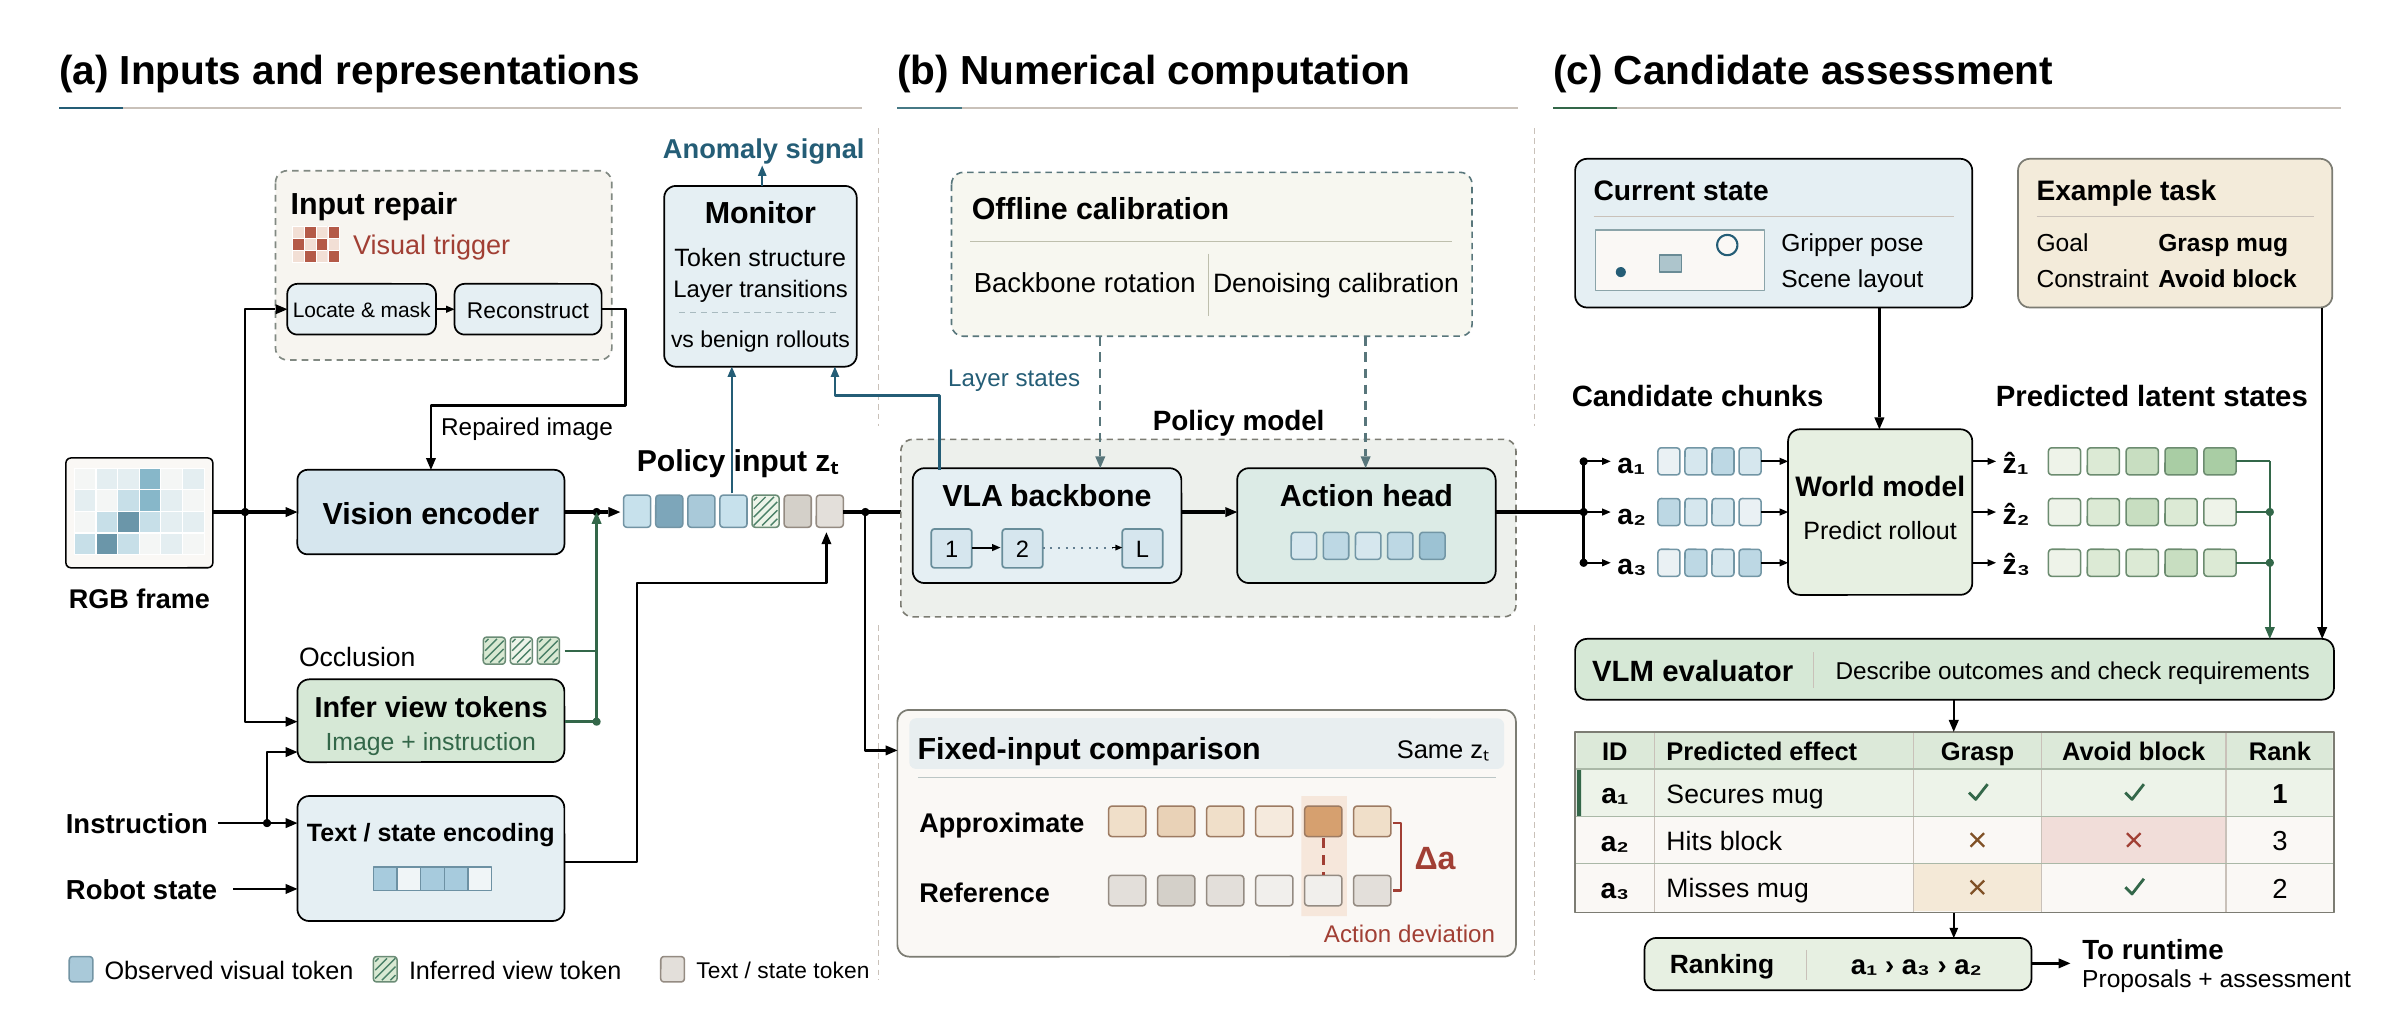 (a) Inputs and representations
Anomaly signal
Input repair
Visual trigger
Locate & mask
Reconstruct
Monitor
Token structure
Layer transitions
vs benign rollouts
Repaired image
Policy input zₜ
Vision encoder
RGB frame
Occlusion
Infer view tokens
Image + instruction
Instruction
Text / state encoding
Robot state
Observed visual token
Inferred view token
Text / state token
(b) Numerical computation
Offline calibration
Backbone rotation
Denoising calibration
Layer states
Policy model
VLA backbone
1
2
L
Action head
Fixed-input comparison
Same zₜ
Approximate
Δa
Reference
Action deviation
(c) Candidate assessment
Current state
Gripper pose
Scene layout
Example task
Goal Grasp mug
Constraint Avoid block
Candidate chunks
Predicted latent states
a₁
a₂
a₃
World model
Predict rollout
ẑ₁
ẑ₂
ẑ₃
VLM evaluator
Describe outcomes and check requirements
ID Predicted effect Grasp Avoid block Rank
a₁ Secures mug ✓ ✓ 1
a₂ Hits block ✕ ✕ 3
a₃ Misses mug ✕ ✓ 2
Ranking
a₁ › a₃ › a₂
To runtime
Proposals + assessment